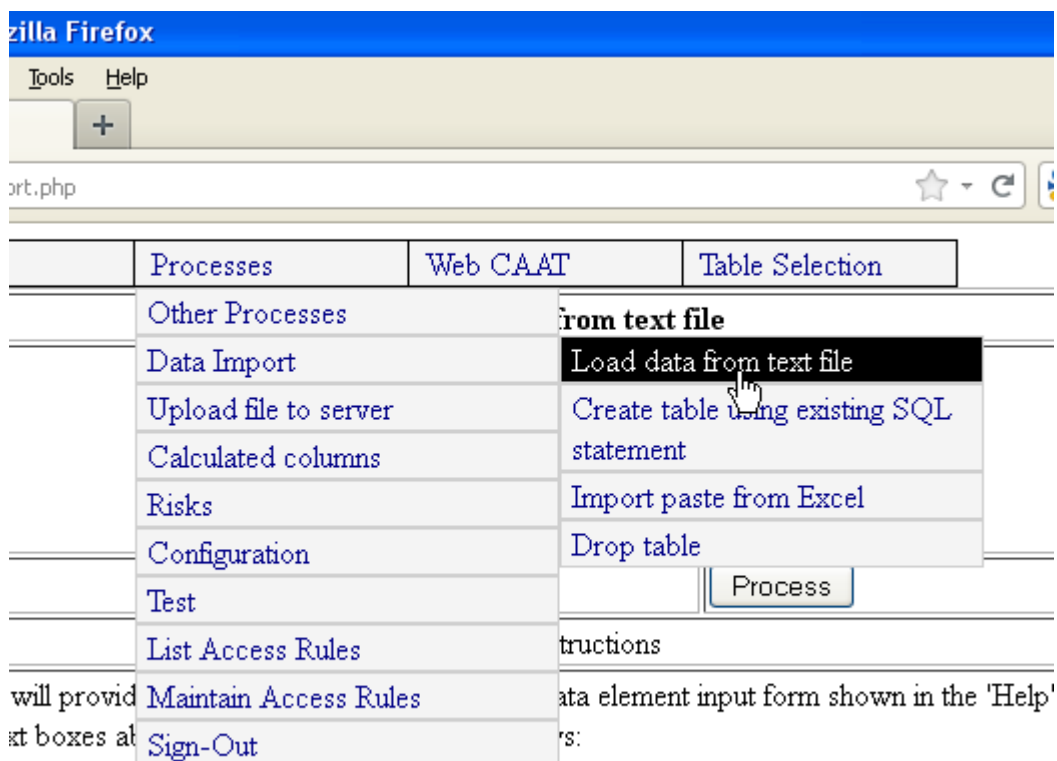 zilla Firefox
Tools Help
ort.php
Processes Web CAAT Table Selection
Other Processes from text file
Data Import Load data from text file
Upload file to server Create table using existing SQL
Calculated columns statement
Risks Import paste from Excel
Configuration Drop table
Test Process
List Access Rules tructions
will provid Maintain Access Rules ata element input form shown in the 'Help'
xt boxes ab Sign-Out 's: